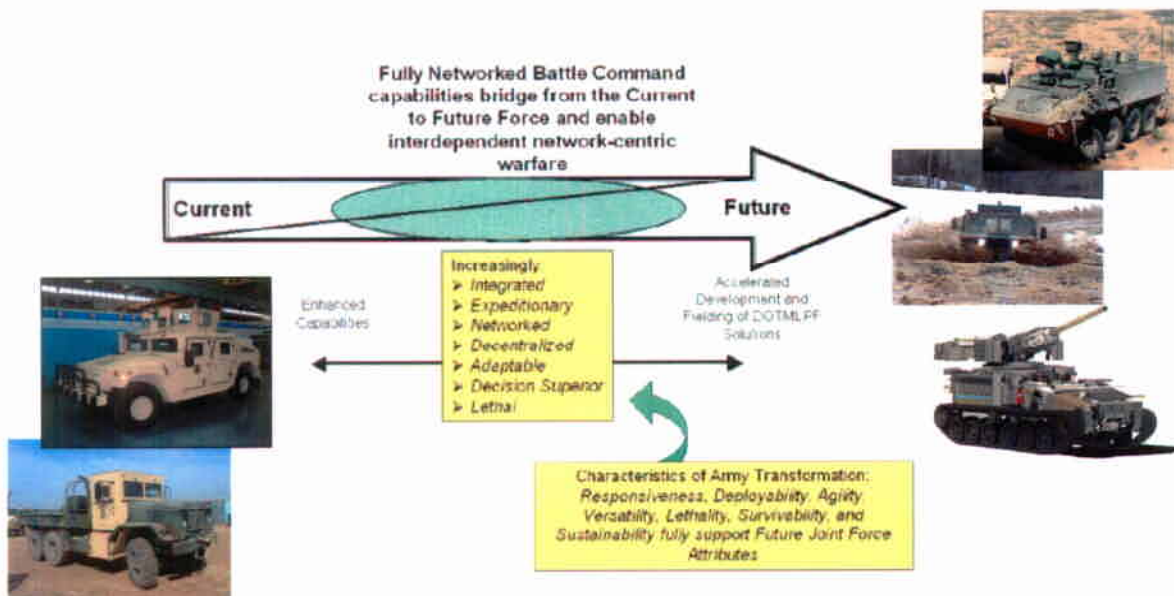 Fully Networked Battle Command
capabilities bridge from the Current
to Future Force and enable
interdependent network-centric
warfare
Current
Future
Increasingly
➤ Integrated
➤ Expeditionary
➤ Networked
➤ Decentralized
➤ Adaptable
➤ Decision Superior
➤ Lethal
Enhanced
Capabilities
Accelerated
Development and
Fielding of DOTMLPF
Solutions
Characteristics of Army Transformation:
Responsiveness, Deployability, Agility
Versatility, Lethality, Survivability, and
Sustainability fully support Future Joint Force
Attributes